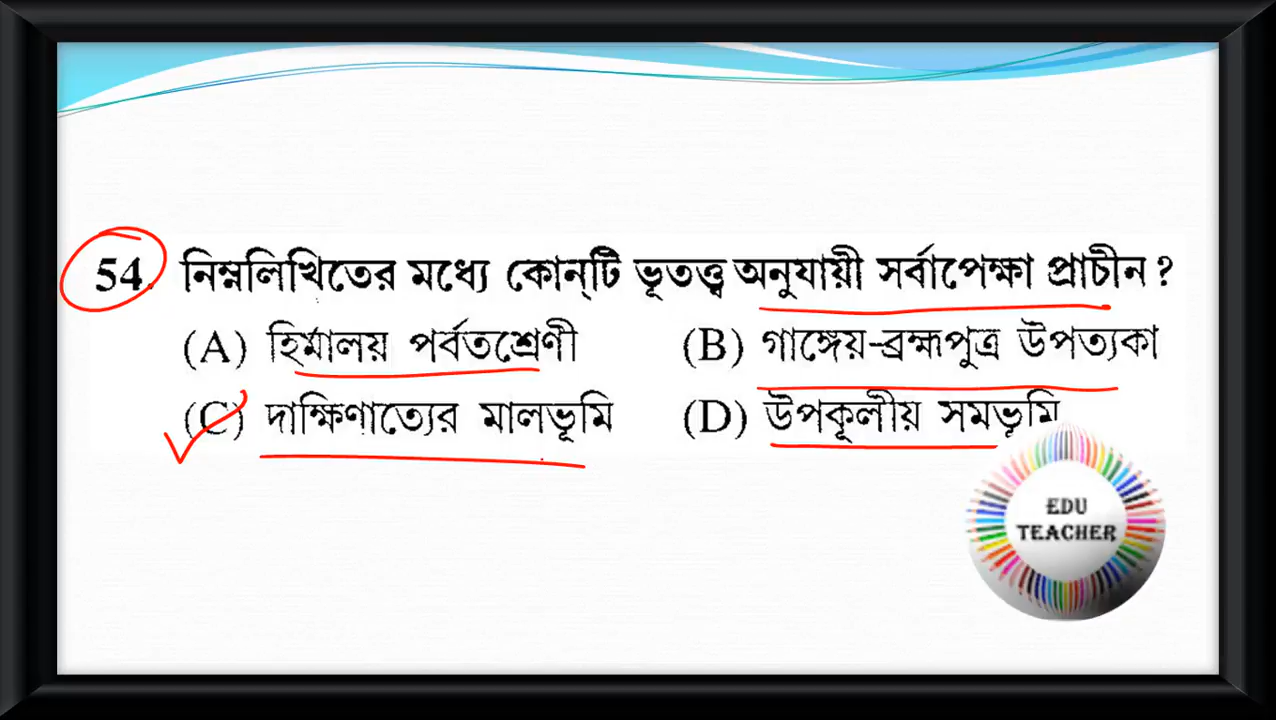 54. নিম্নলিখিতের মধ্যে কোন্‌টি ভূতত্ত্ব অনুযায়ী সর্বাপেক্ষা প্রাচীন ?
(A) হিমালয় পর্বতশ্রেণী (B) গাঙ্গেয়-ব্রহ্মপুত্র উপত্যকা
(C) দাক্ষিণাত্যের মালভূমি (D) উপকূলীয় সমভূমি
EDU
TEACHER